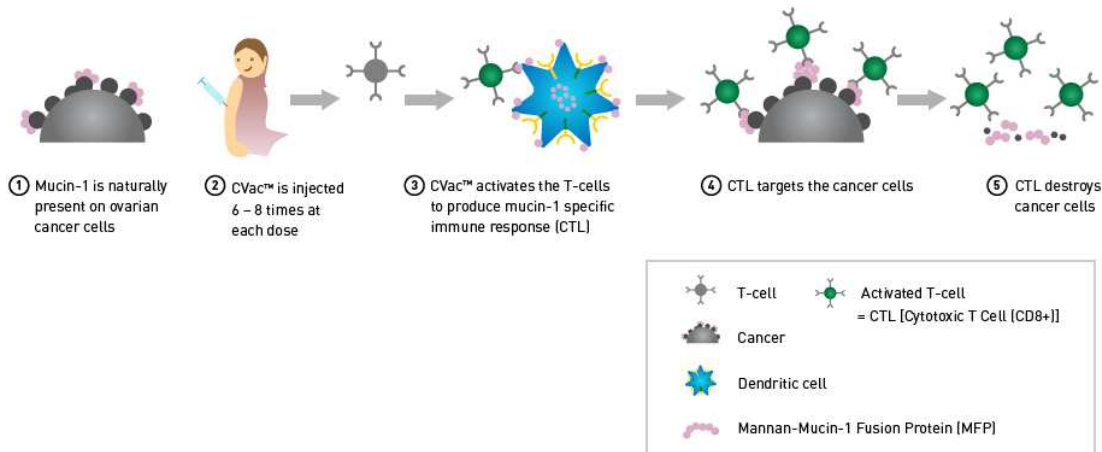 ① Mucin-1 is naturally
present on ovarian
cancer cells
② CVac™ is injected
6 – 8 times at
each dose
③ CVac™ activates the T-cells
to produce mucin-1 specific
immune response (CTL)
④ CTL targets the cancer cells
⑤ CTL destroys
cancer cells
T-cell
Activated T-cell
= CTL [Cytotoxic T Cell (CD8+)]
Cancer
Dendritic cell
Mannan-Mucin-1 Fusion Protein (MFP)